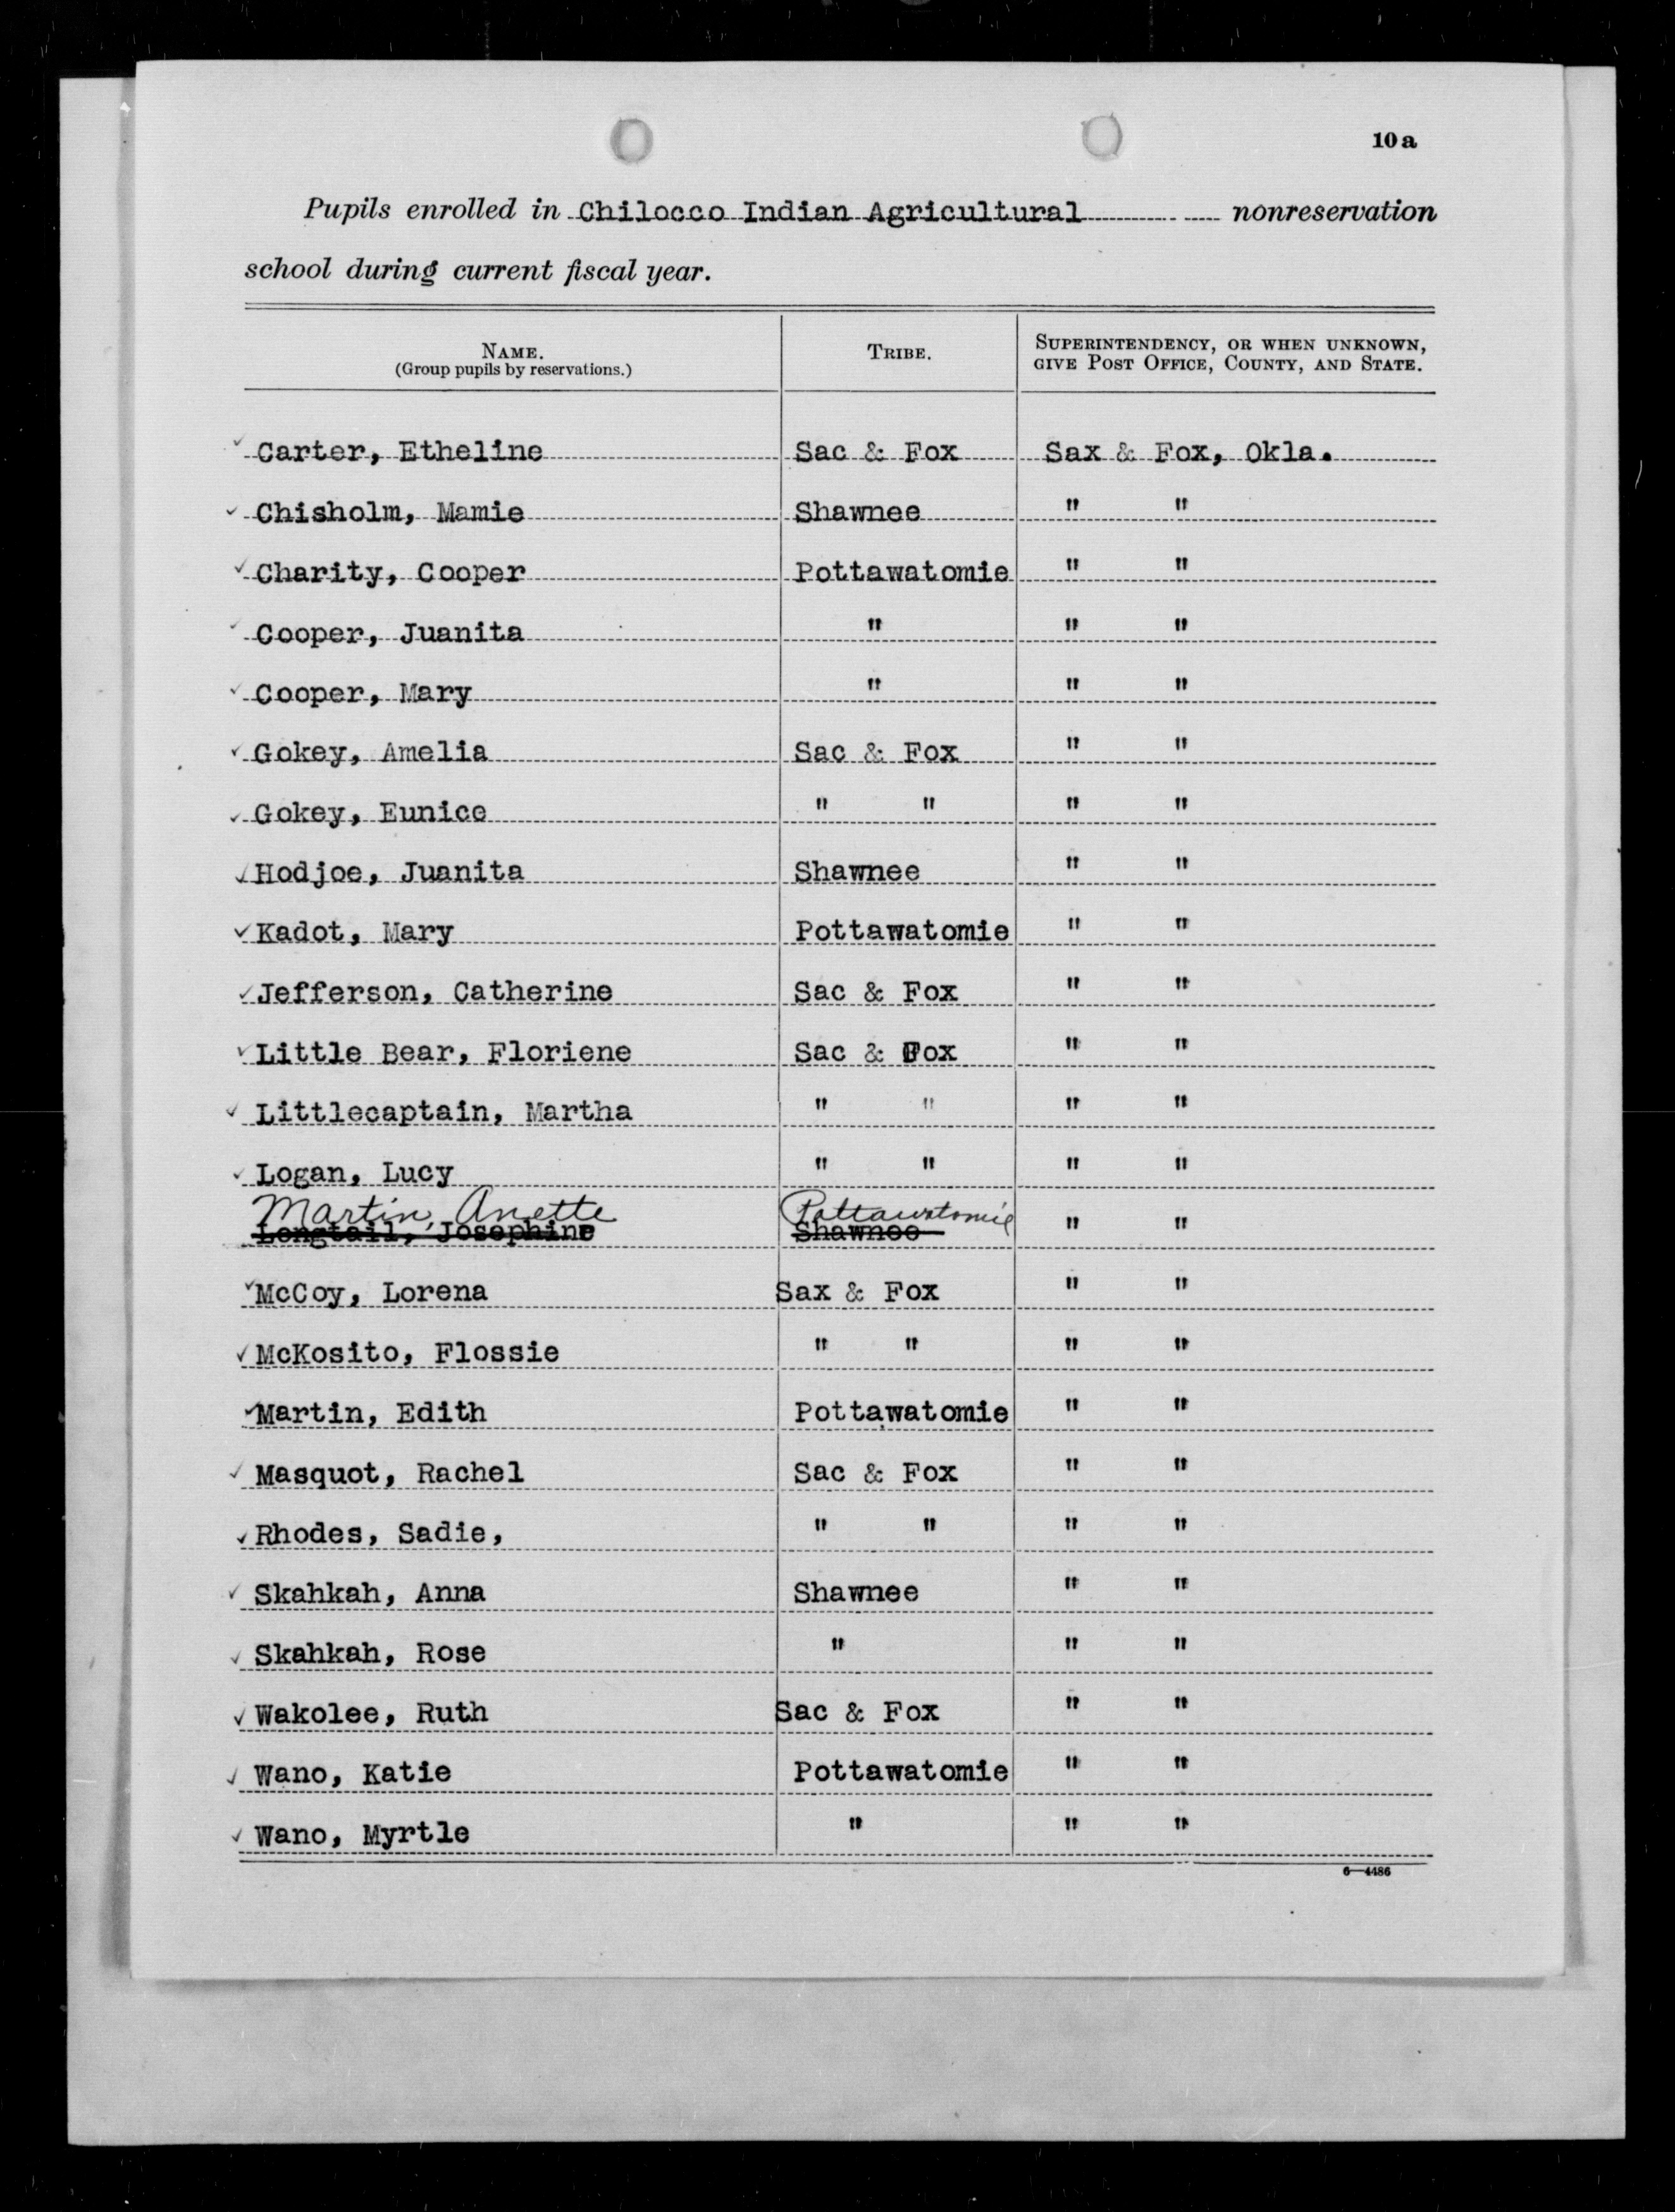 10a
Pupils enrolled in Chilocco Indian Agricultural nonreservation
school during current fiscal year.
NAME. TRIBE. SUPERINTENDENCY, OR WHEN UNKNOWN,
(Group pupils by reservations.) GIVE POST OFFICE, COUNTY, AND STATE.
✓ Carter, Etheline Sac & Fox Sax & Fox, Okla.
✓ Chisholm, Mamie Shawnee " "
✓ Charity, Cooper Pottawatomie " "
✓ Cooper, Juanita " " "
✓ Cooper, Mary " " "
✓ Gokey, Amelia Sac & Fox " "
✓ Gokey, Eunice " " " "
✓ Hodjoe, Juanita Shawnee " "
✓ Kadot, Mary Pottawatomie " "
✓ Jefferson, Catherine Sac & Fox " "
✓ Little Bear, Floriene Sac & Fox " "
✓ Littlecaptain, Martha " " " "
✓ Logan, Lucy " " " "
Martin, Anette Pottawatomie " "
Longtail, Josephine Shawnee
✓ McCoy, Lorena Sax & Fox " "
✓ McKosito, Flossie " " " "
✓ Martin, Edith Pottawatomie " "
✓ Masquot, Rachel Sac & Fox " "
✓ Rhodes, Sadie, " " " "
✓ Skahkah, Anna Shawnee " "
✓ Skahkah, Rose " " "
✓ Wakolee, Ruth Sac & Fox " "
✓ Wano, Katie Pottawatomie " "
✓ Wano, Myrtle " " "
6—4486